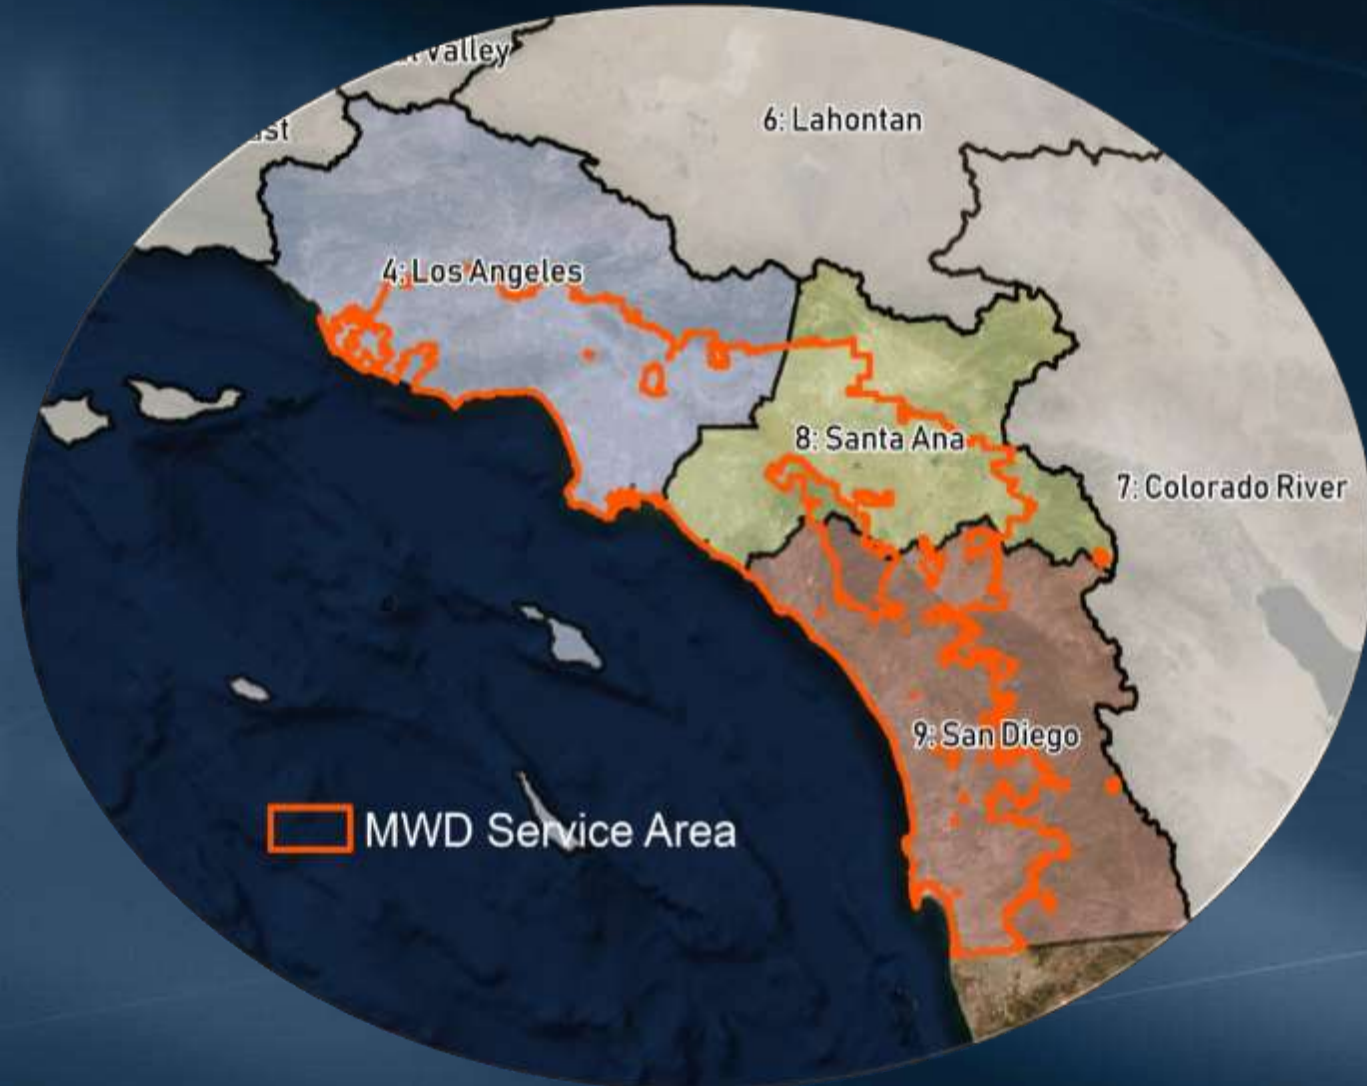 Valley
6: Lahontan
4: Los Angeles
8: Santa Ana
7: Colorado River
9: San Diego
MWD Service Area